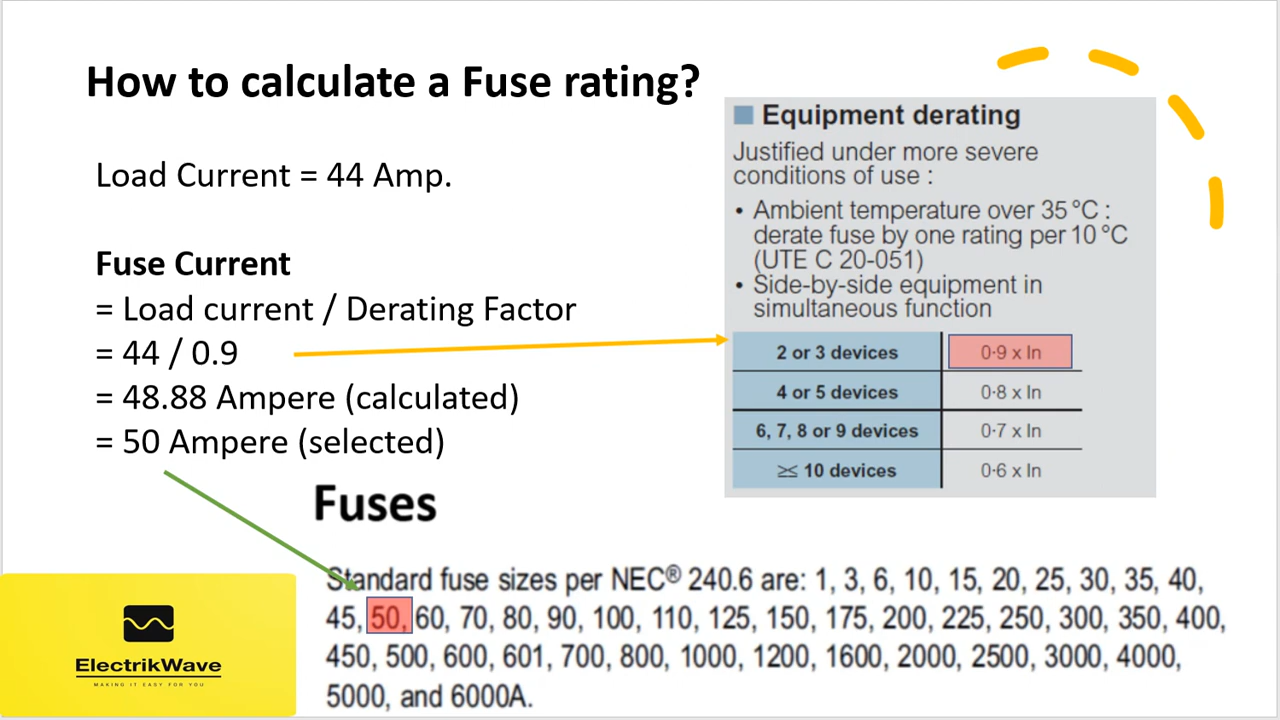 How to calculate a Fuse rating?
Load Current = 44 Amp.
Fuse Current
= Load current / Derating Factor
= 44 / 0.9
= 48.88 Ampere (calculated)
= 50 Ampere (selected)
Equipment derating
Justified under more severe
conditions of use :
• Ambient temperature over 35 °C :
derate fuse by one rating per 10 °C
(UTE C 20-051)
• Side-by-side equipment in
simultaneous function
2 or 3 devices 0·9 x In
4 or 5 devices 0·8 x In
6, 7, 8 or 9 devices 0·7 x In
≥≤ 10 devices 0·6 x In
Fuses
Standard fuse sizes per NEC® 240.6 are: 1, 3, 6, 10, 15, 20, 25, 30, 35, 40,
45, 50, 60, 70, 80, 90, 100, 110, 125, 150, 175, 200, 225, 250, 300, 350, 400,
450, 500, 600, 601, 700, 800, 1000, 1200, 1600, 2000, 2500, 3000, 4000,
5000, and 6000A.
ElectrikWave
MAKING IT EASY FOR YOU